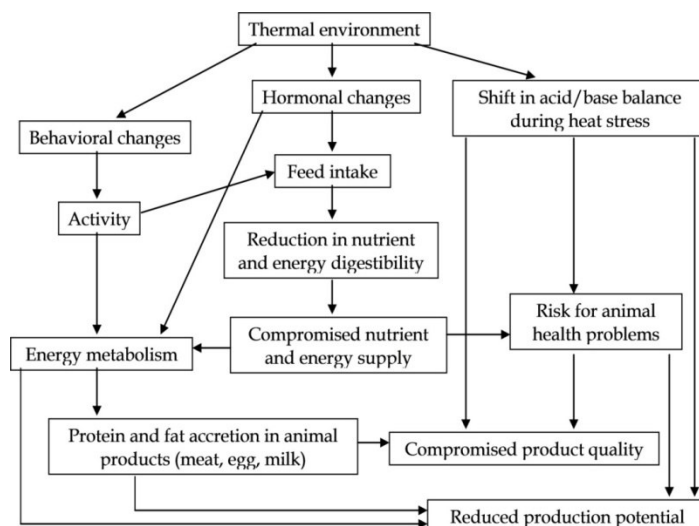 Thermal environment
Hormonal changes
Shift in acid/base balance
during heat stress
Behavioral changes
Feed intake
Activity
Reduction in nutrient
and energy digestibility
Risk for animal
health problems
Compromised nutrient
and energy supply
Energy metabolism
Protein and fat accretion in animal
products (meat, egg, milk)
Compromised product quality
Reduced production potential